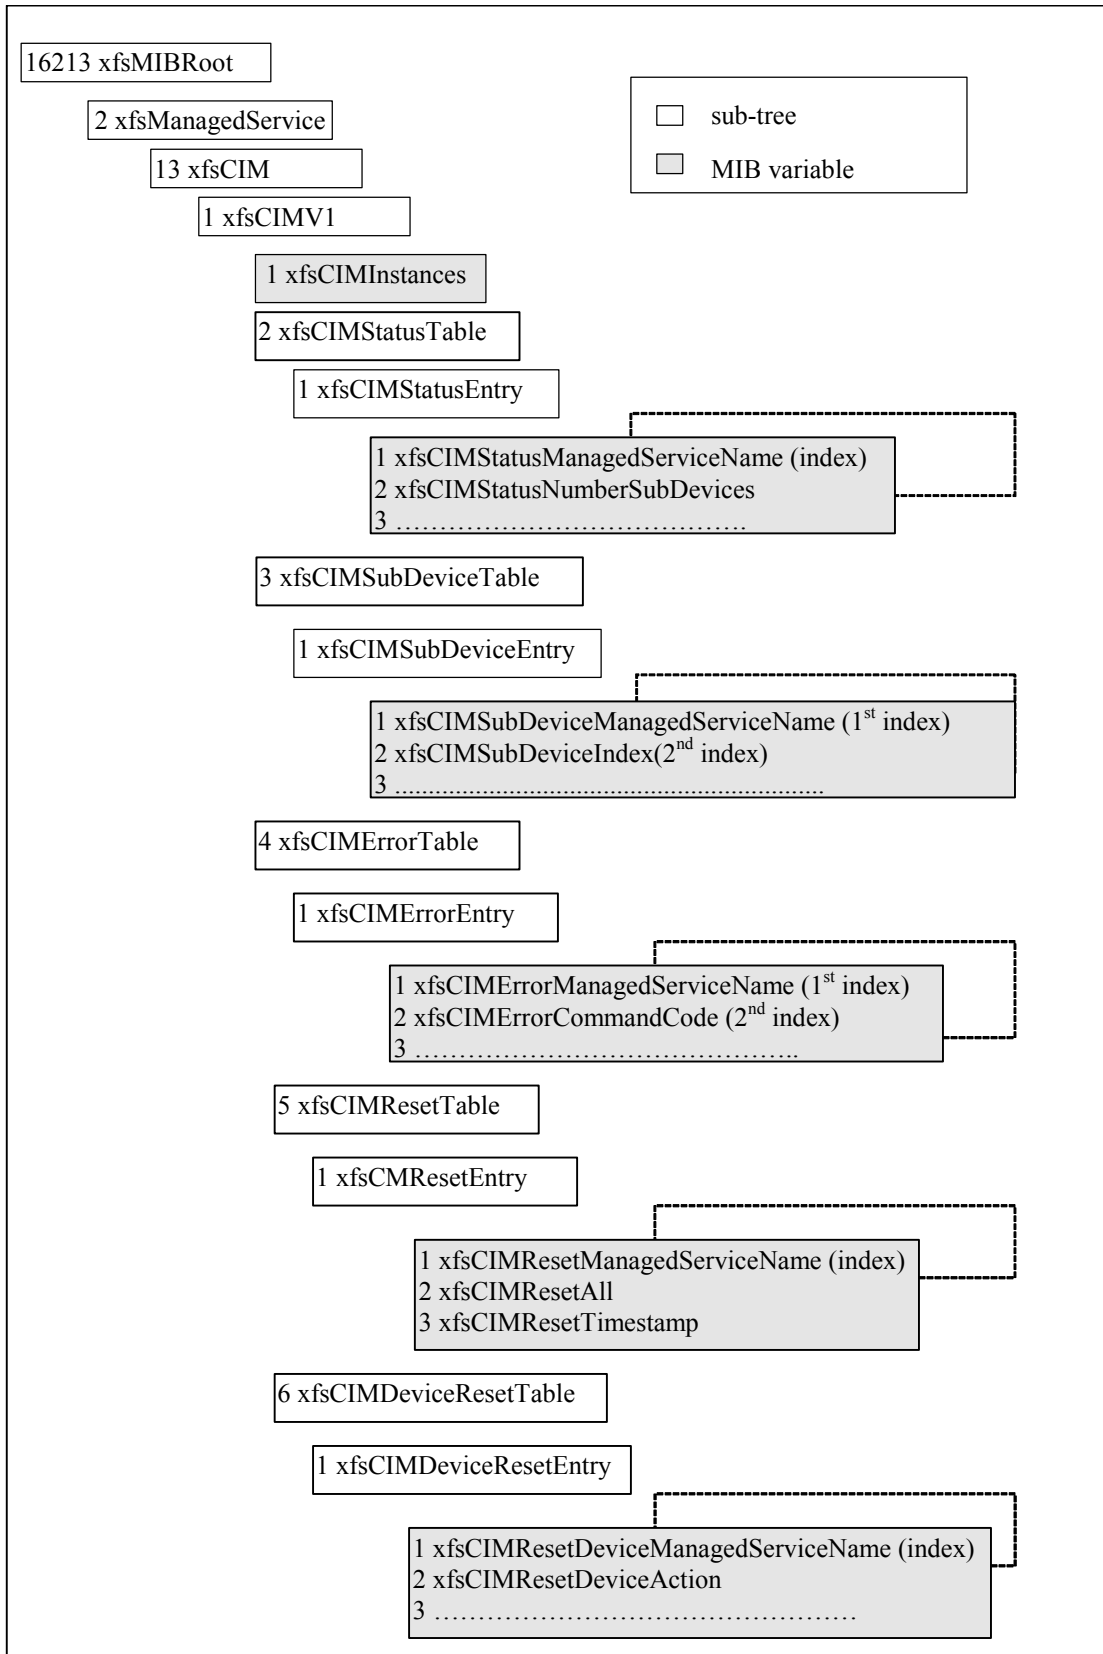 16213 xfsMIBRoot
2 xfsManagedService
sub-tree
13 xfsCIM
MIB variable
1 xfsCIMV1
1 xfsCIMInstances
2 xfsCIMStatusTable
1 xfsCIMStatusEntry
1 xfsCIMStatusManagedServiceName (index)
2 xfsCIMStatusNumberSubDevices
3 ………………………………….
3 xfsCIMSubDeviceTable
1 xfsCIMSubDeviceEntry
1 xfsCIMSubDeviceManagedServiceName (1st index)
2 xfsCIMSubDeviceIndex(2nd index)
3 ................................................................
4 xfsCIMErrorTable
1 xfsCIMErrorEntry
1 xfsCIMErrorManagedServiceName (1st index)
2 xfsCIMErrorCommandCode (2nd index)
3 ……………………………………..
5 xfsCIMResetTable
1 xfsCMResetEntry
1 xfsCIMResetManagedServiceName (index)
2 xfsCIMResetAll
3 xfsCIMResetTimestamp
6 xfsCIMDeviceResetTable
1 xfsCIMDeviceResetEntry
1 xfsCIMResetDeviceManagedServiceName (index)
2 xfsCIMResetDeviceAction
3 …………………………………………